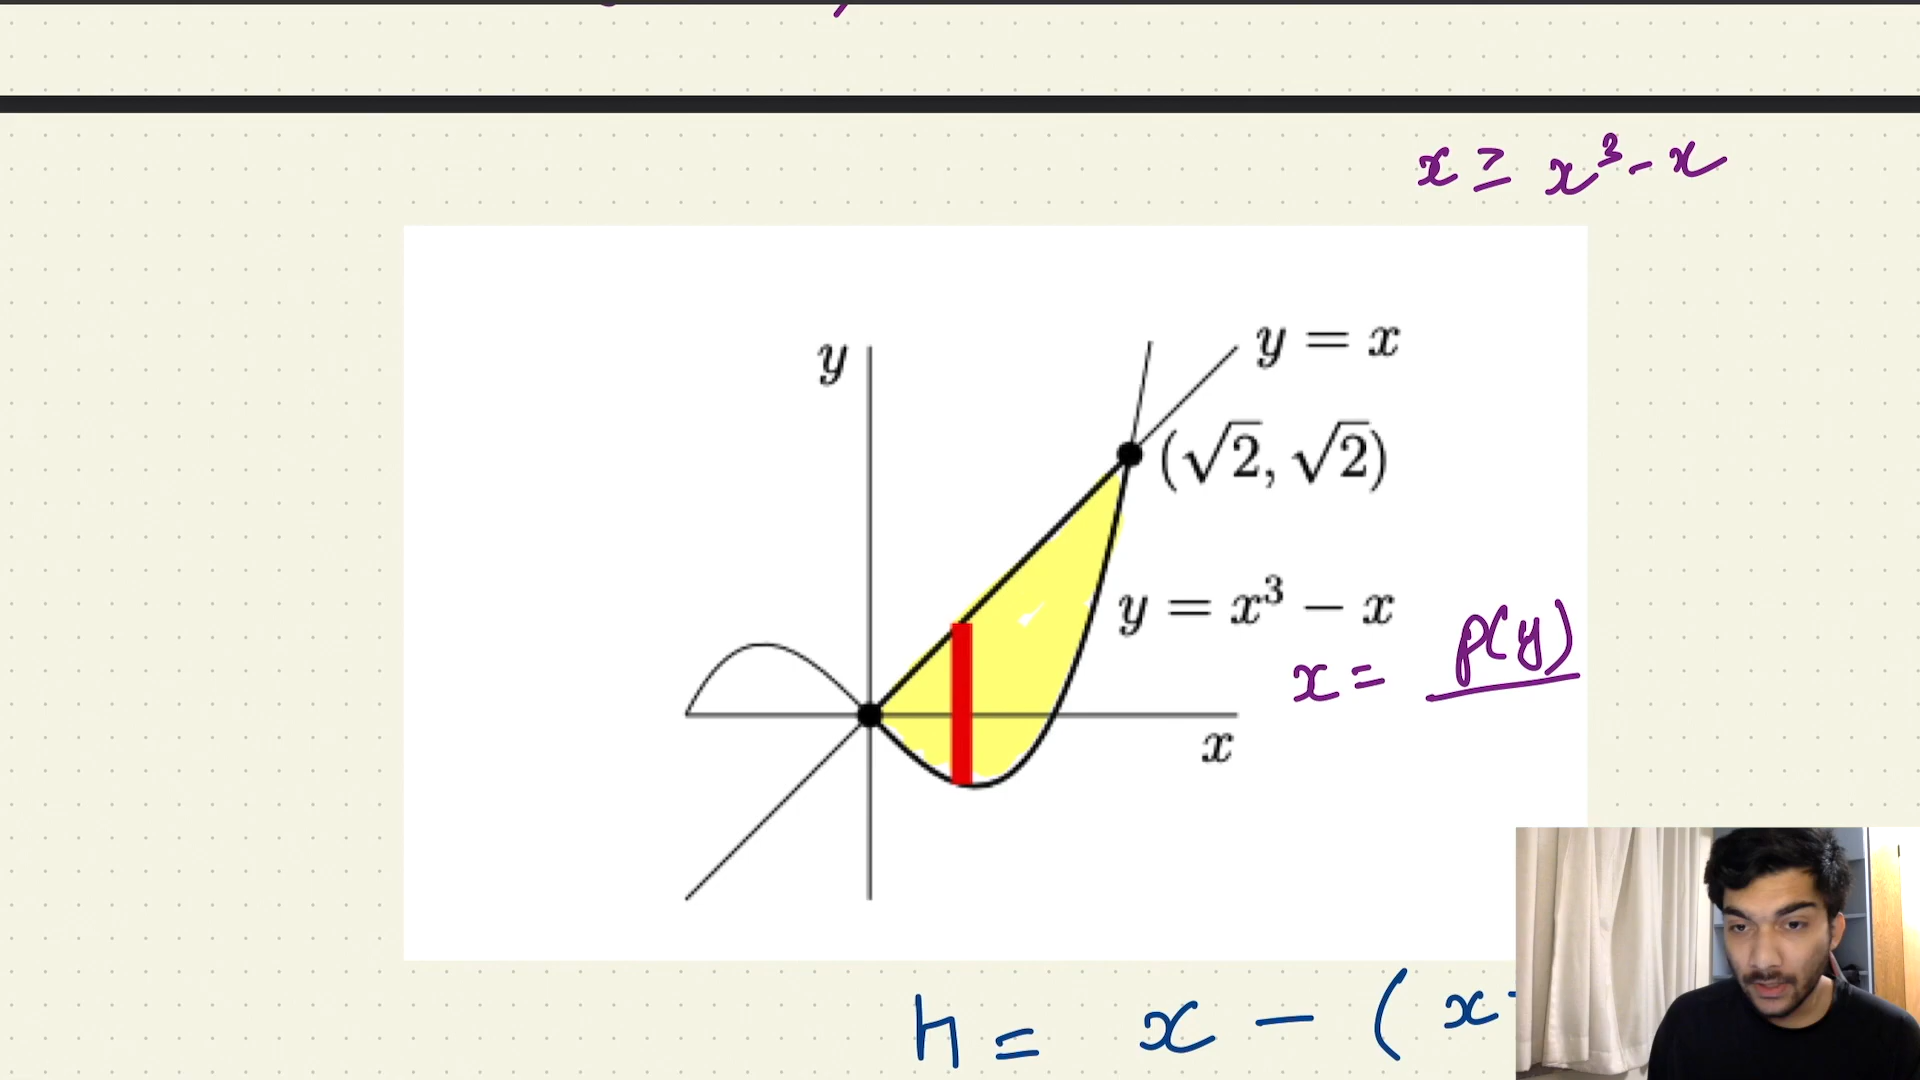 x ≥ x³ - x
y
y = x
(√2, √2)
y = x³ − x
x = p(y)
x
h = x − ( x